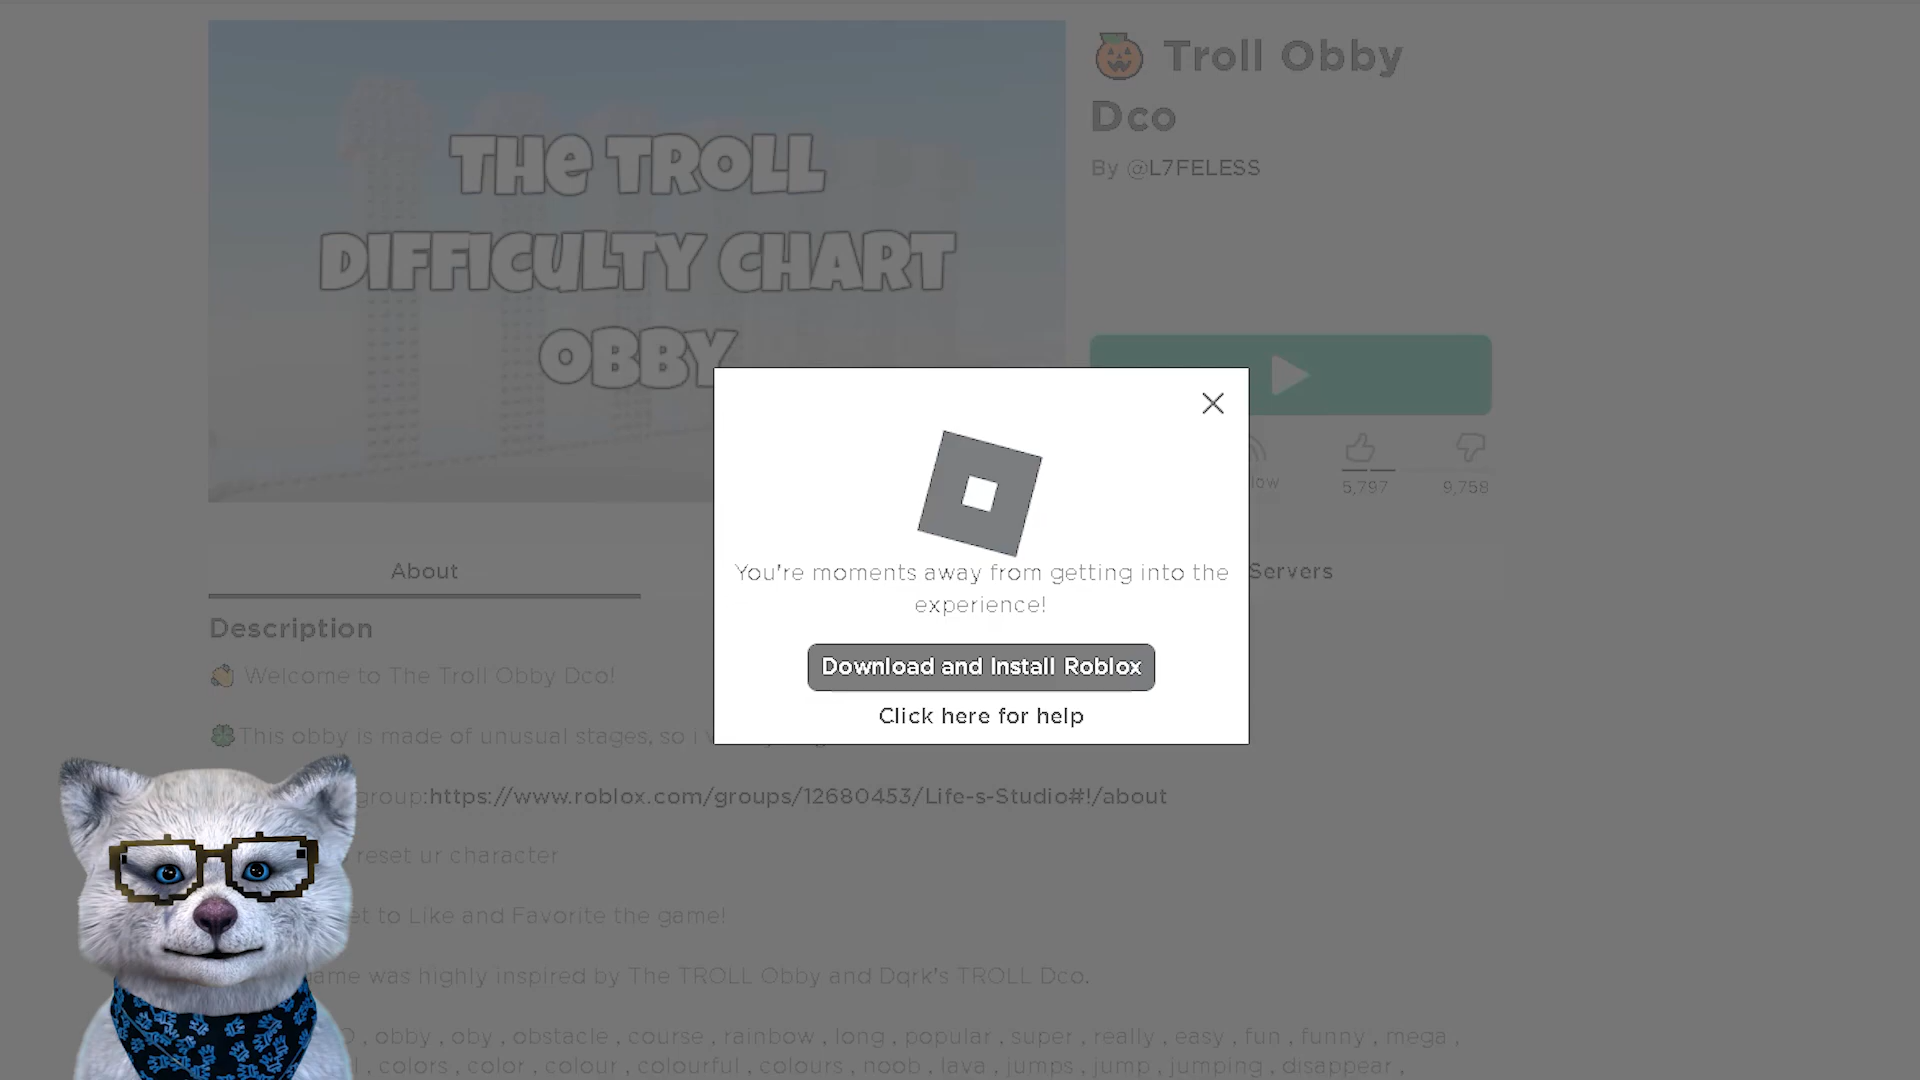 THE TROLL
DIFFICULTY CHART
OBBY
Troll Obby
Dco
By @L7FELESS
5,797
9,758
You're moments away from getting into the
experience!
Download and Install Roblox
Click here for help
About
Servers
Description
Welcome to The Troll Obby Dco!
This obby is made of unusual stages, so i
group:https://www.roblox.com/groups/12680453/Life-s-Studio#!/about
reset ur character
to Like and Favorite the game!
was highly inspired by The TROLL Obby and Dqrk's TROLL Dco.
, obby , oby , obstacle , course , rainbow , long , popular , super , really , easy , fun , funny , mega ,
, colors , color , colour , colourful , colours , noob , lava , jumps , jump , jumping , disappear ,